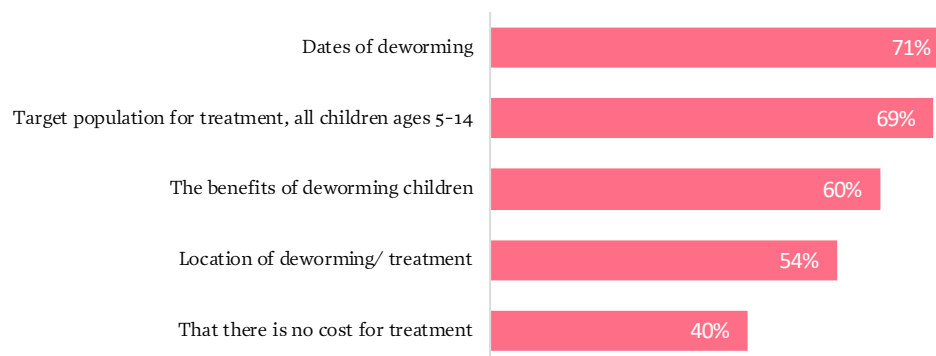 Dates of deworming 71%
Target population for treatment, all children ages 5-14 69%
The benefits of deworming children 60%
Location of deworming/ treatment 54%
That there is no cost for treatment 40%